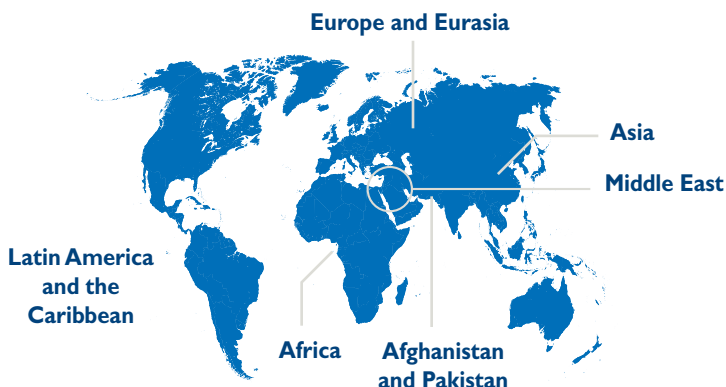 Europe and Eurasia
Asia
Middle East
Latin America
and the
Caribbean
Africa
Afghanistan
and Pakistan